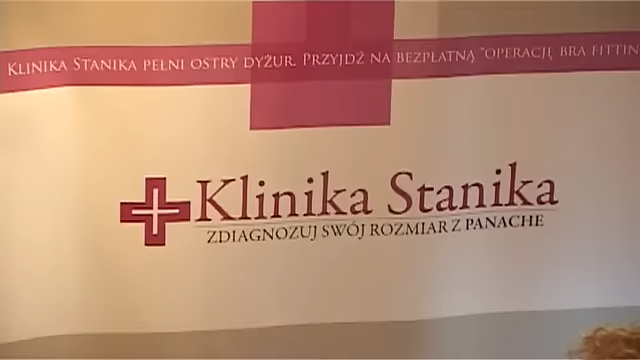 KLINIKA STANIKA PEŁNI OSTRY DYŻUR. PRZYJDŹ NA BEZPŁATNĄ "OPERACJĘ BRA FITTIN
Klinika Stanika
ZDIAGNOZUJ SWÓJ ROZMIAR Z PANACHE